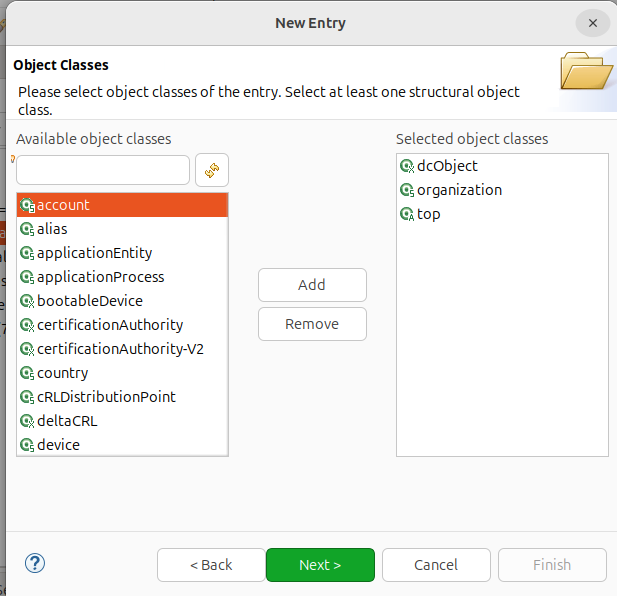 New Entry
Object Classes
Please select object classes of the entry. Select at least one structural object
class.
Available object classes
Selected object classes
account
alias
applicationEntity
applicationProcess
bootableDevice
certificationAuthority
certificationAuthority-V2
country
cRLDistributionPoint
deltaCRL
device
Add
Remove
dcObject
organization
top
< Back
Next >
Cancel
Finish